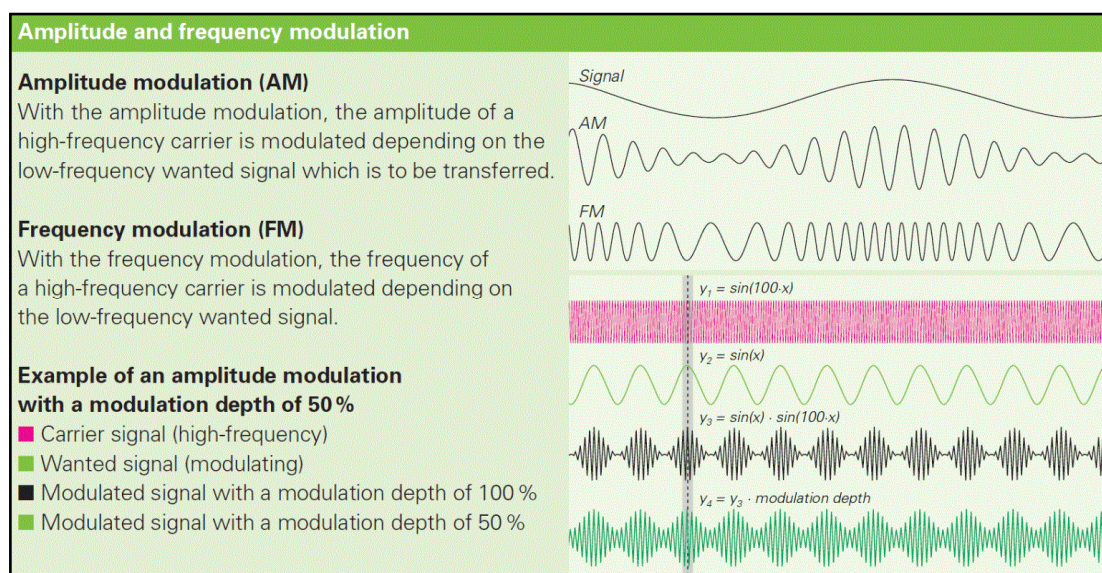 Amplitude and frequency modulation
Amplitude modulation (AM)
With the amplitude modulation, the amplitude of a
high-frequency carrier is modulated depending on the
low-frequency wanted signal which is to be transferred.
Frequency modulation (FM)
With the frequency modulation, the frequency of
a high-frequency carrier is modulated depending on
the low-frequency wanted signal.
Example of an amplitude modulation
with a modulation depth of 50 %
Carrier signal (high-frequency)
Wanted signal (modulating)
Modulated signal with a modulation depth of 100 %
Modulated signal with a modulation depth of 50 %
Signal
AM
FM
y₁ = sin(100·x)
y₂ = sin(x)
y₃ = sin(x) · sin(100·x)
y₄ = y₃ · modulation depth